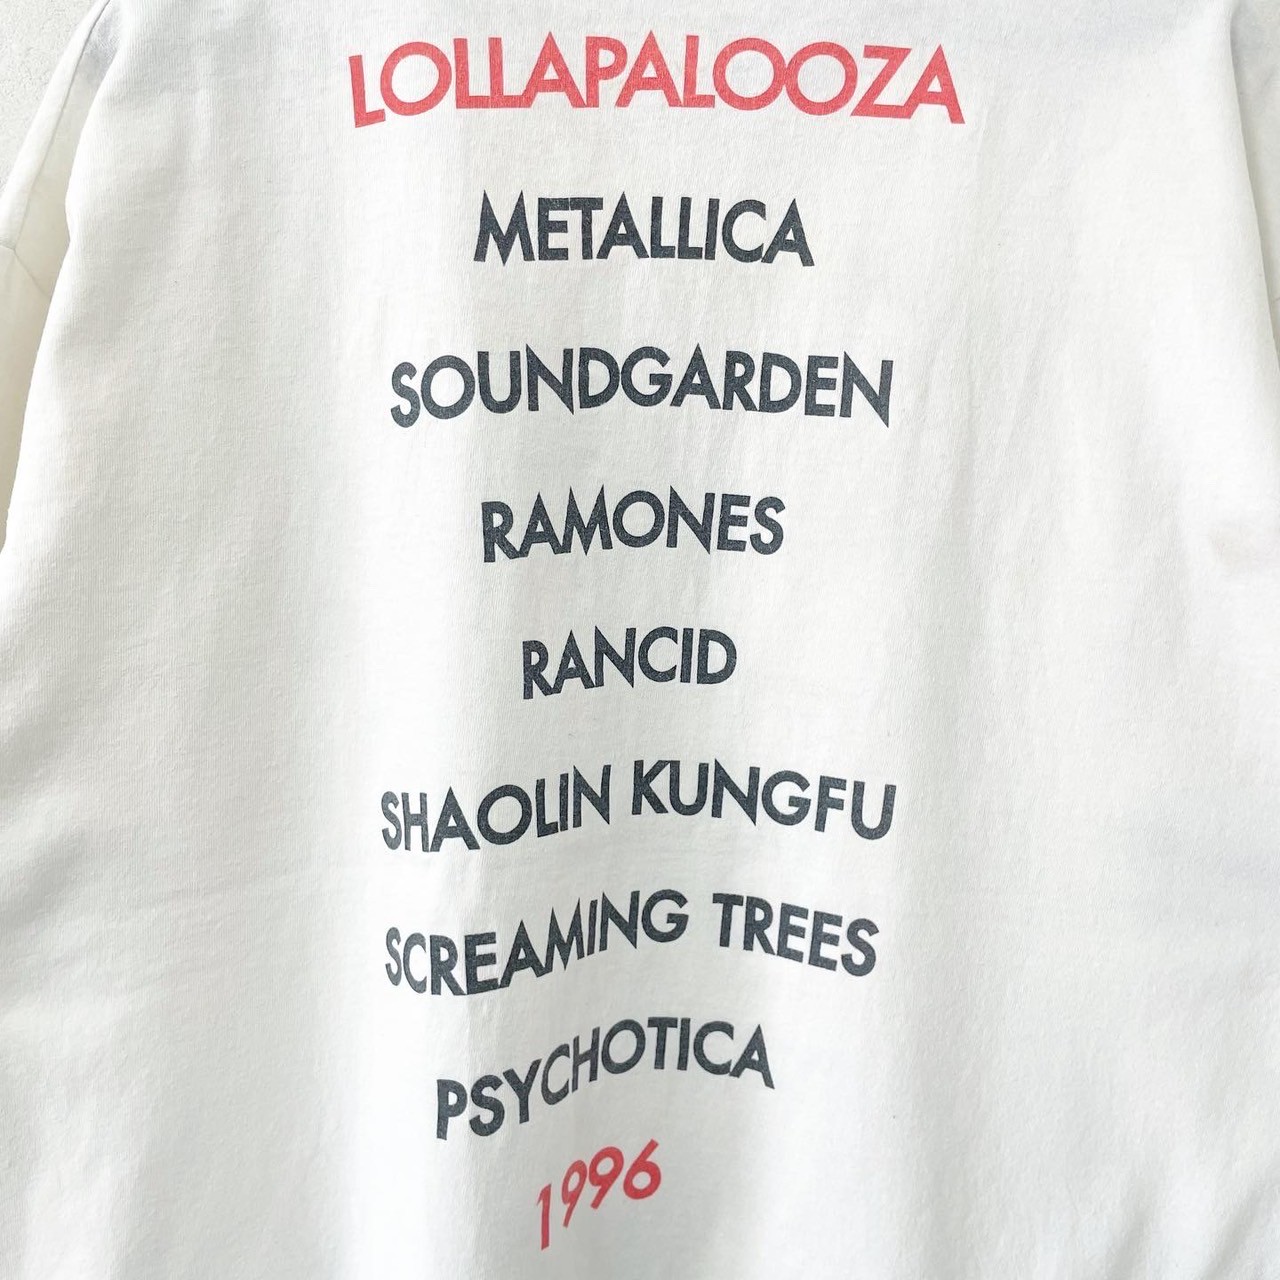 LOLLAPALOOZA
METALLICA
SOUNDGARDEN
RAMONES
RANCID
SHAOLIN KUNGFU
SCREAMING TREES
PSYCHOTICA
1996